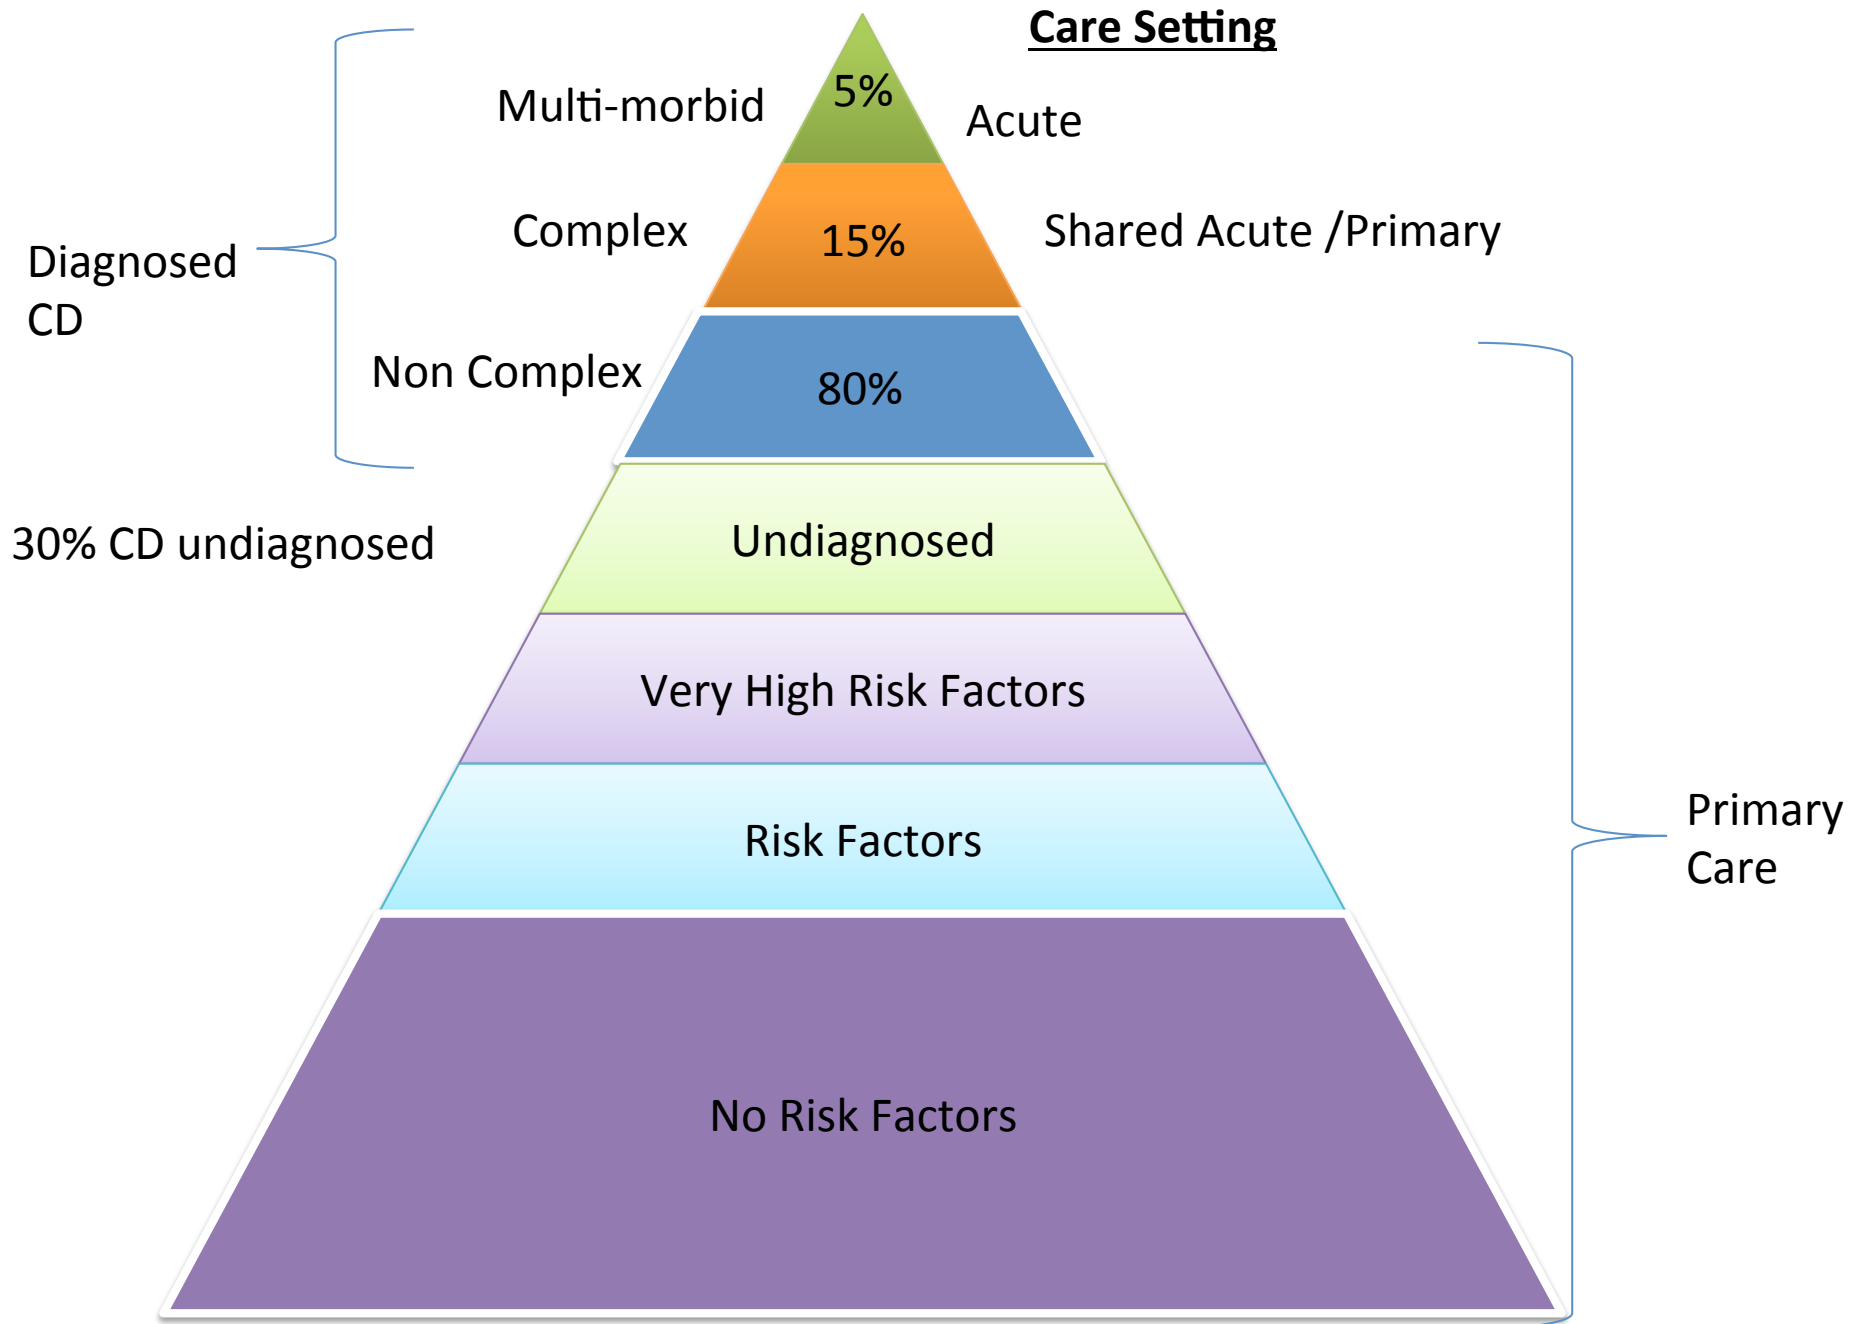 Care Setting
Multi-morbid
5%
Acute
Complex
15%
Shared Acute /Primary
Diagnosed
CD
Non Complex
80%
30% CD undiagnosed
Undiagnosed
Very High Risk Factors
Risk Factors
Primary
Care
No Risk Factors